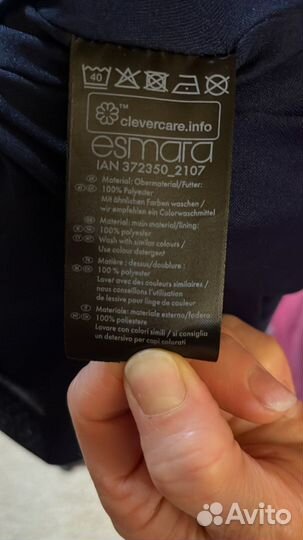 40
clevercare.info
esmara
IAN 372350_2107
Material: Obermaterial/Futter:
100% Polyester
Mit ähnlichen Farben waschen /
wir empfehlen ein Colorwaschmittel
Material: main material/lining:
100% polyester
Wash with similar colours /
Use colour detergent
Matière : dessus/doublure :
100% polyester
Laver avec des couleurs similaires /
nous conseillons l'utilisation
de lessive pour linge de couleur
Materiale: materiale esterno/fodera:
100% poliestere
Lavare con colori simili / si consiglia
un detersivo per capi colorati
Avito